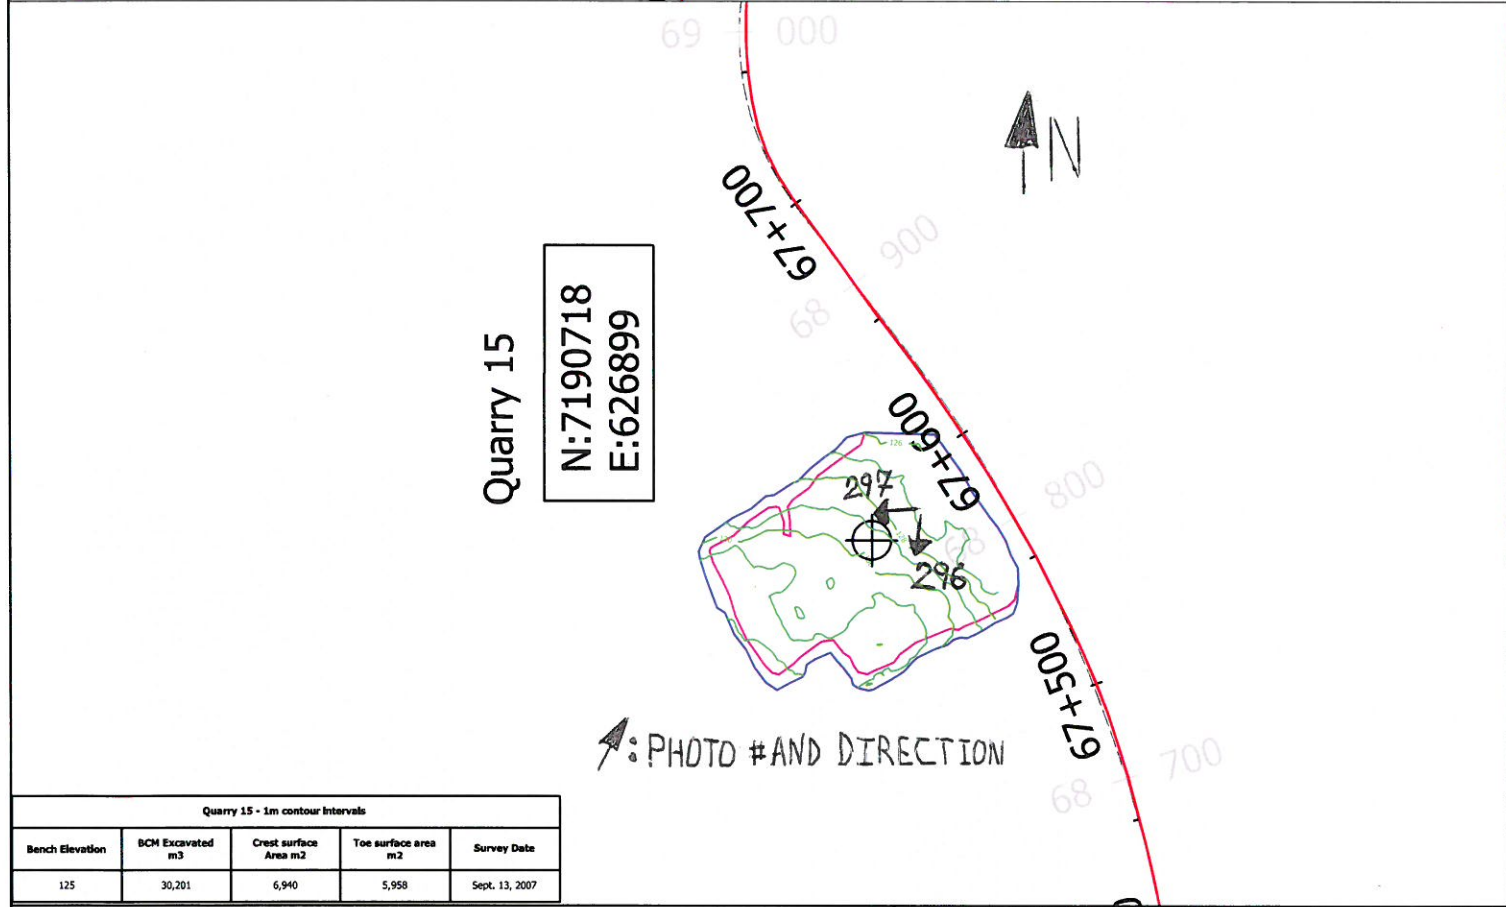 69 000
N
67+700
68 900
Quarry 15
N:7190718
E:626899
67+600
126
297
68 800
296
67+500
: PHOTO # AND DIRECTION
68 700
Quarry 15 - 1m contour intervals
Bench Elevation BCM Excavated m3 Crest surface Area m2 Toe surface area m2 Survey Date
125 30,201 6,940 5,958 Sept. 13, 2007